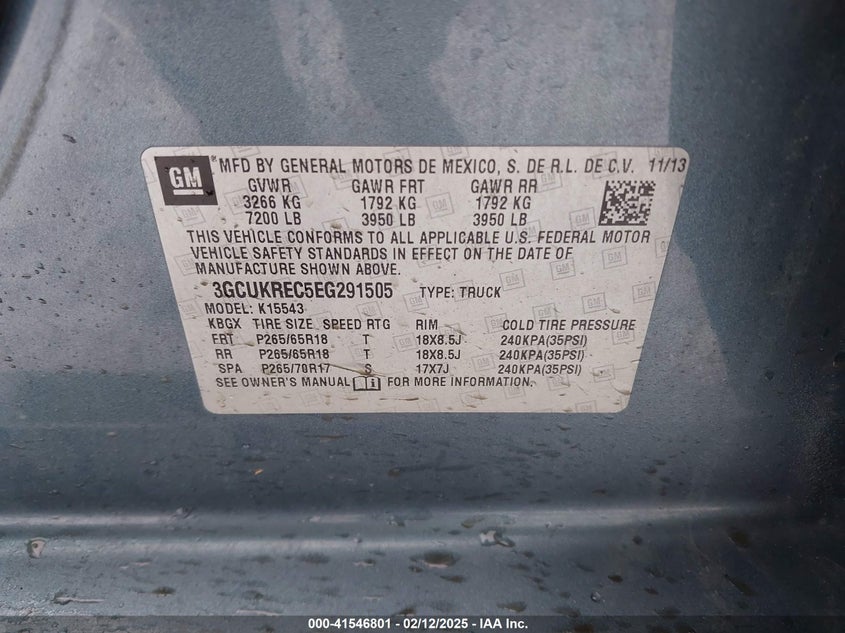 GM ® MFD BY GENERAL MOTORS DE MEXICO, S. DE R.L. DE C.V. 11/13
GVWR GAWR FRT GAWR RR
3266 KG 1792 KG 1792 KG
7200 LB 3950 LB 3950 LB
THIS VEHICLE CONFORMS TO ALL APPLICABLE U.S. FEDERAL MOTOR
VEHICLE SAFETY STANDARDS IN EFFECT ON THE DATE OF
MANUFACTURE SHOWN ABOVE.
3GCUKREC5EG291505 TYPE: TRUCK
MODEL: K15543
KBGX TIRE SIZE SPEED RTG RIM COLD TIRE PRESSURE
FRT P265/65R18 T 18X8.5J 240KPA(35PSI)
RR P265/65R18 T 18X8.5J 240KPA(35PSI)
SPA P265/70R17 S 17X7J 240KPA(35PSI)
SEE OWNER'S MANUAL FOR MORE INFORMATION.
000-41546801 - 02/12/2025 - IAA Inc.